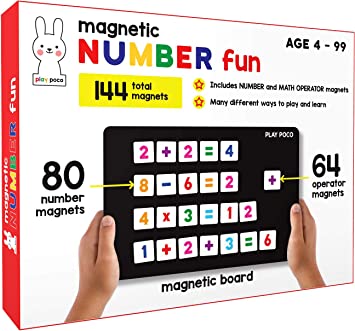 magnetic
NUMBER fun
AGE 4 - 99
play poco
144 total magnets
Includes NUMBER and MATH OPERATOR magnets
Many different ways to play and learn
magnetic NUMBER fun
PLAY POCO
2 + 2 = 4
8 - 6 = 2
+
4 x 3 = 1 2
1 + 2 + 3 = 6
80
number
magnets
64
operator
magnets
magnetic board